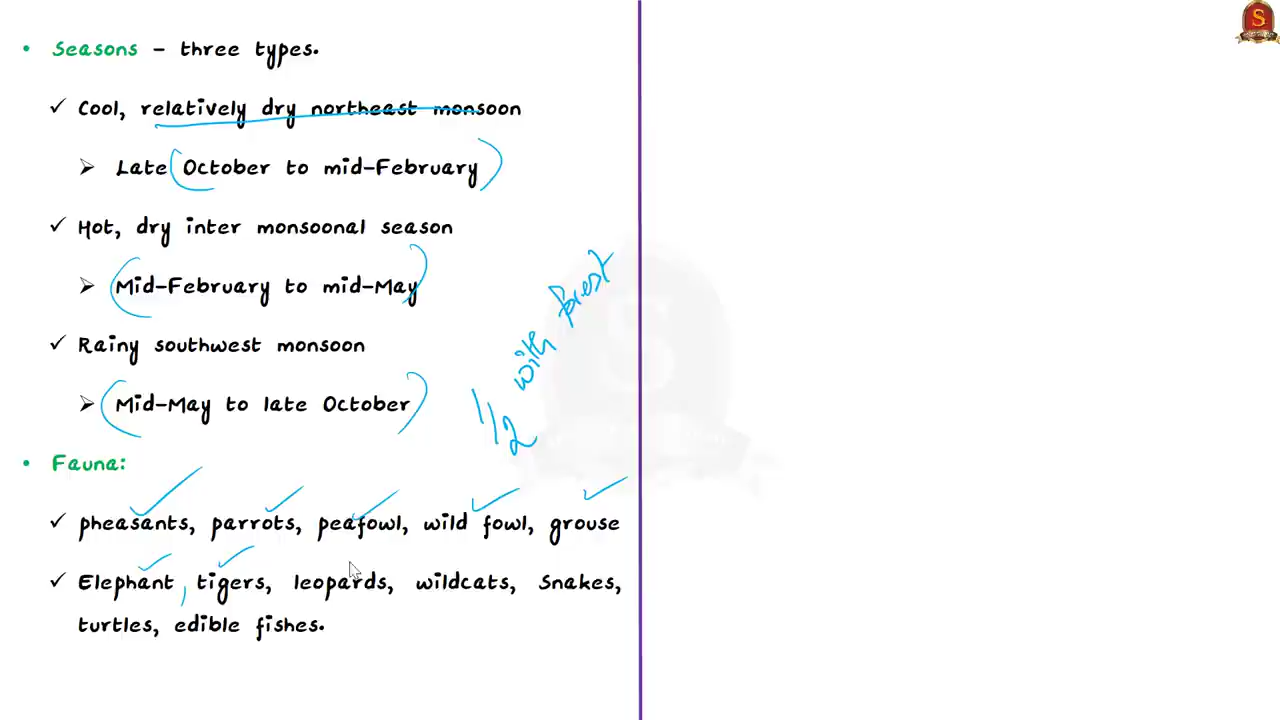 • Seasons – three types.
✓ Cool, relatively dry northeast monsoon
➢ Late October to mid-February
✓ Hot, dry inter monsoonal season
➢ Mid-February to mid-May
✓ Rainy southwest monsoon
➢ Mid-May to late October
1/2 with forest
• Fauna:
✓ pheasants, parrots, peafowl, wild fowl, grouse
✓ Elephant, tigers, leopards, wildcats, snakes,
turtles, edible fishes.
S